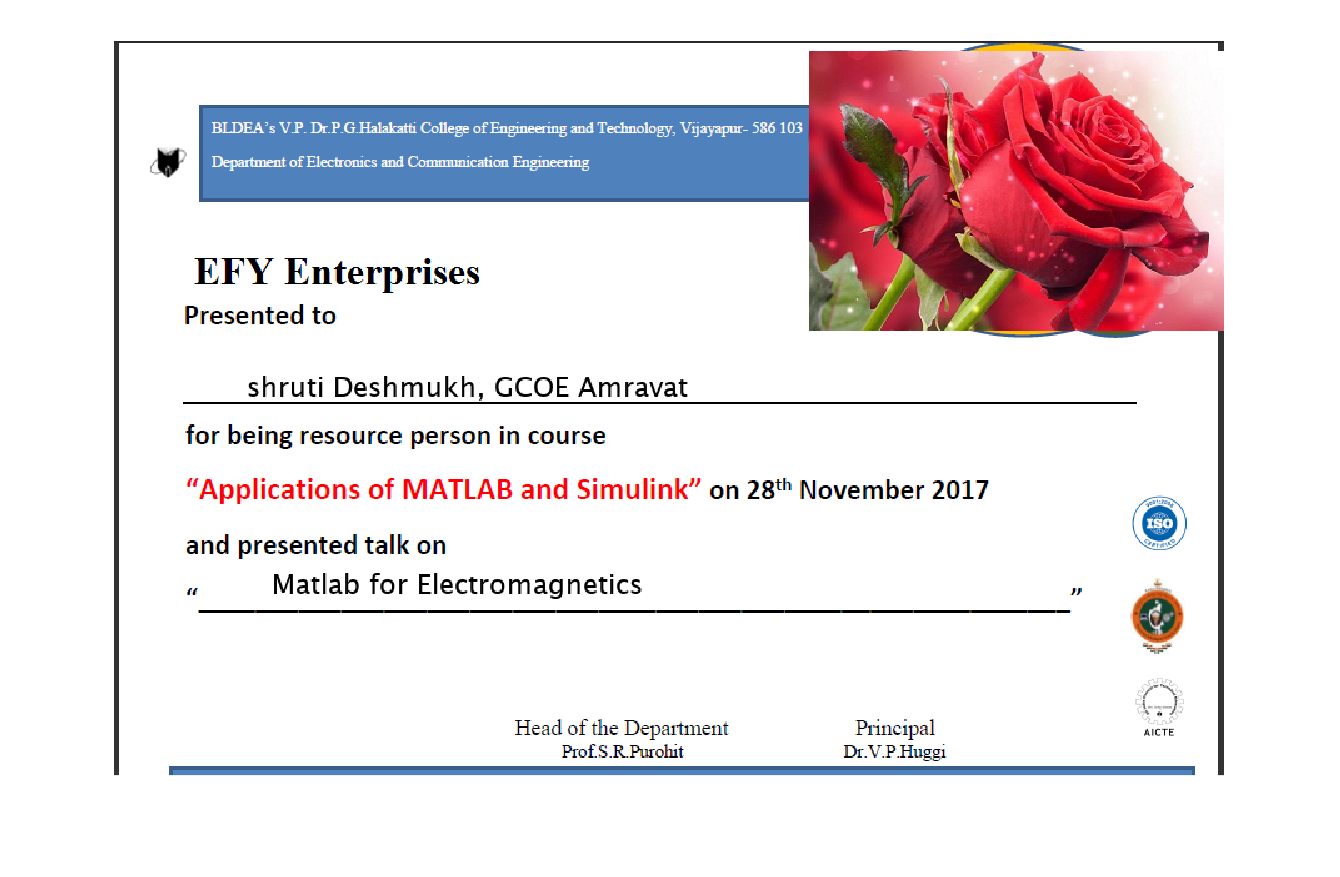 BLDEA's V.P. Dr.P.G.Halakatti College of Engineering and Technology, Vijayapur- 586 103
Department of Electronics and Communication Engineering
EFY Enterprises
Presented to
shruti Deshmukh, GCOE Amravat
for being resource person in course
“Applications of MATLAB and Simulink” on 28th November 2017
and presented talk on
“ Matlab for Electromagnetics ”
ISO
CERTIFIED
AICTE
Head of the Department Principal
Prof.S.R.Purohit Dr.V.P.Huggi